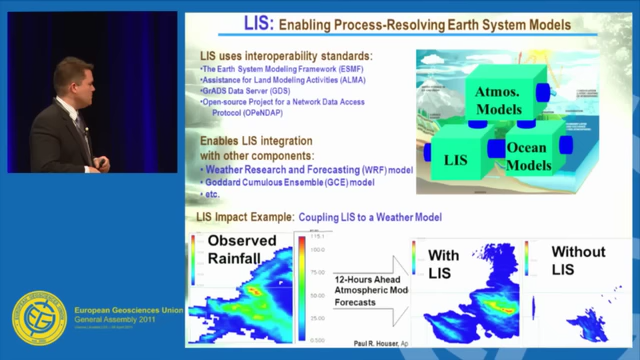 LIS: Enabling Process-Resolving Earth System Models
LIS uses interoperability standards:
•The Earth System Modeling Framework (ESMF)
•Assistance for Land Modeling Activities (ALMA)
•GrADS Data Server (GDS)
•Open-source Project for a Network Data Access
Protocol (OPeNDAP)
Enables LIS integration
with other components:
•Weather Research and Forecasting (WRF) model
•Goddard Cumulous Ensemble (GCE) model
•etc.
Atmos.
Models
LIS
Ocean
Models
LIS Impact Example: Coupling LIS to a Weather Model
Observed
Rainfall
12-Hours Ahead
Atmospheric Mod
Forecasts
With
LIS
Without
LIS
Paul R. Houser, Ap
European Geosciences Union
General Assembly 2011